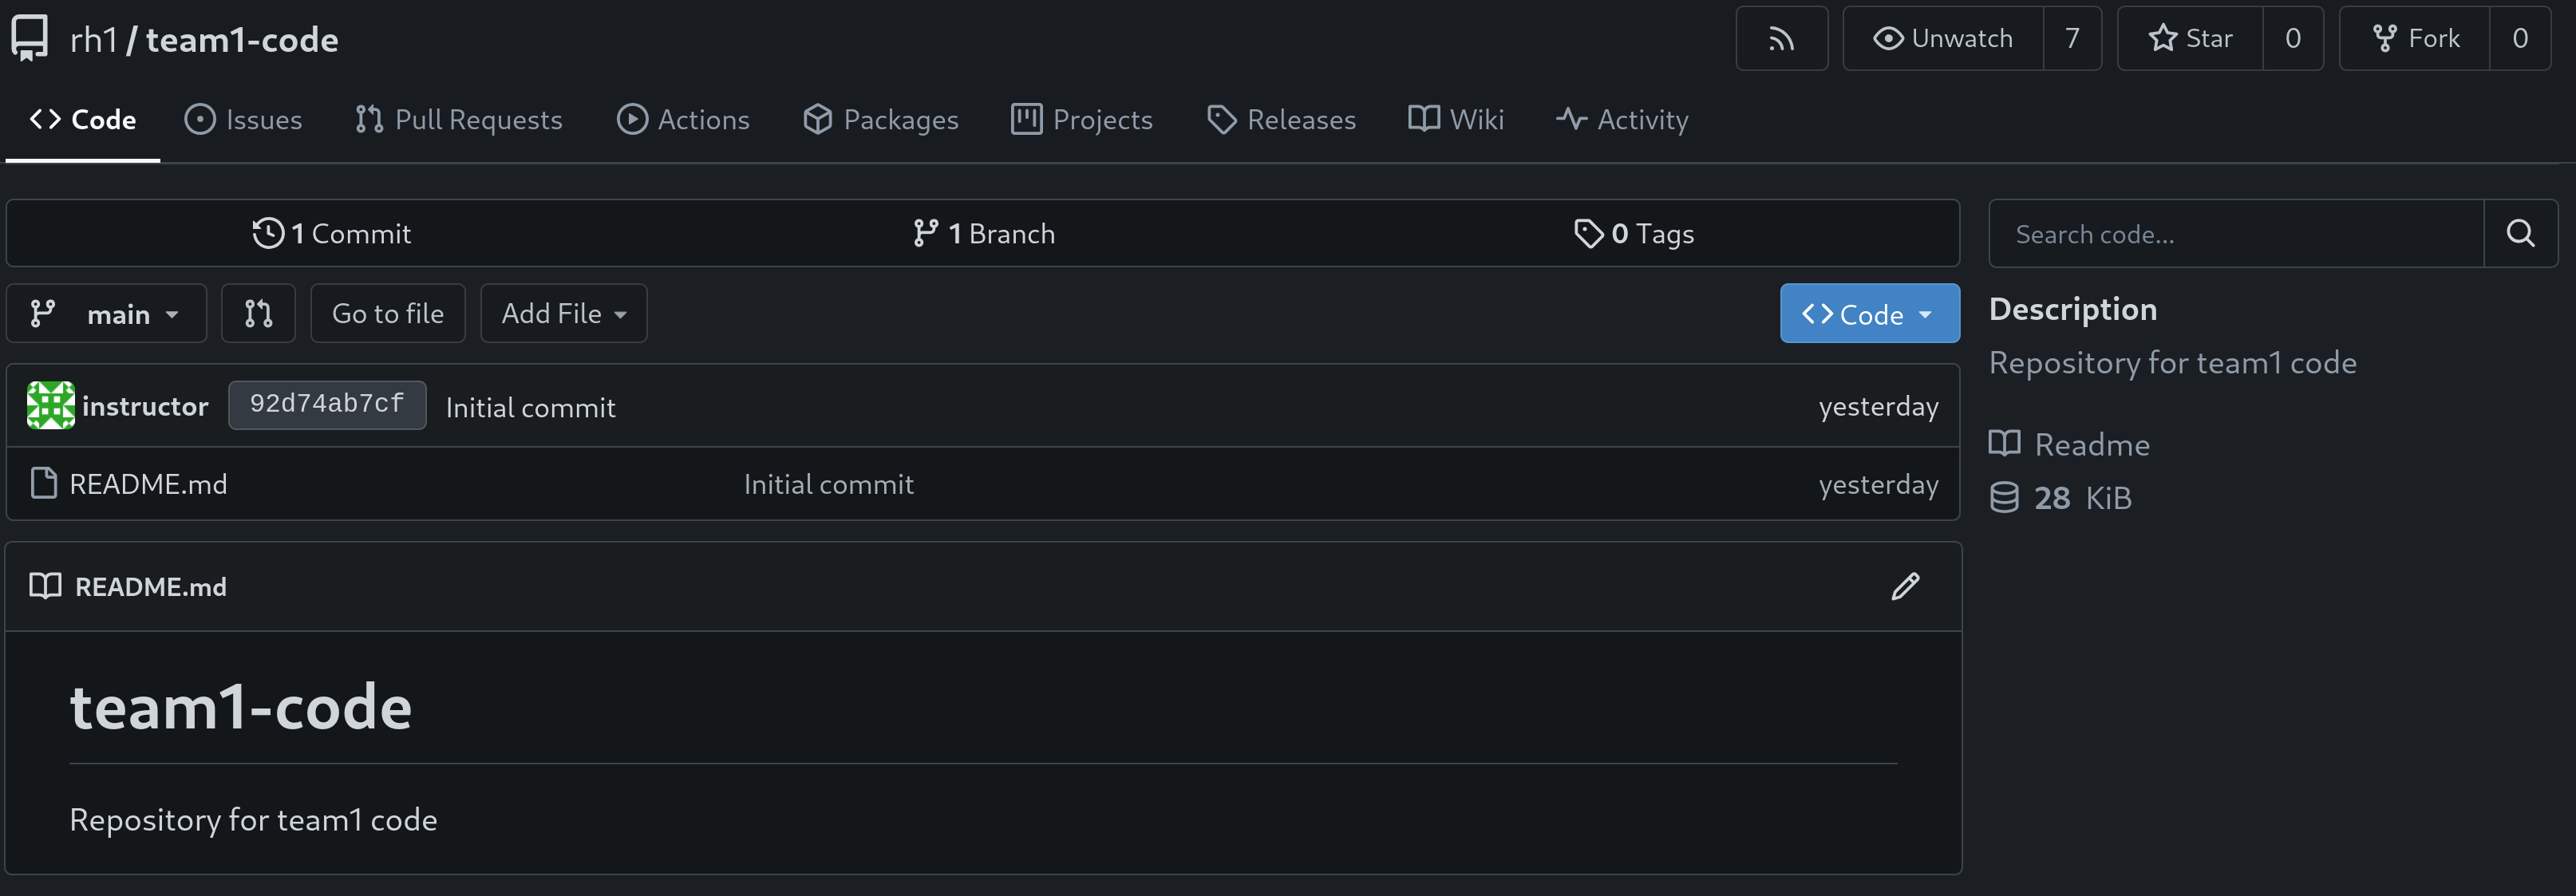 rh1 / team1-code
Unwatch 7 Star 0 Fork 0
Code Issues Pull Requests Actions Packages Projects Releases Wiki Activity
1 Commit 1 Branch 0 Tags
Search code...
main Go to file Add File Code
Description
Repository for team1 code
instructor 92d74ab7cf Initial commit yesterday
README.md Initial commit yesterday
Readme
28 KiB
README.md
team1-code
Repository for team1 code